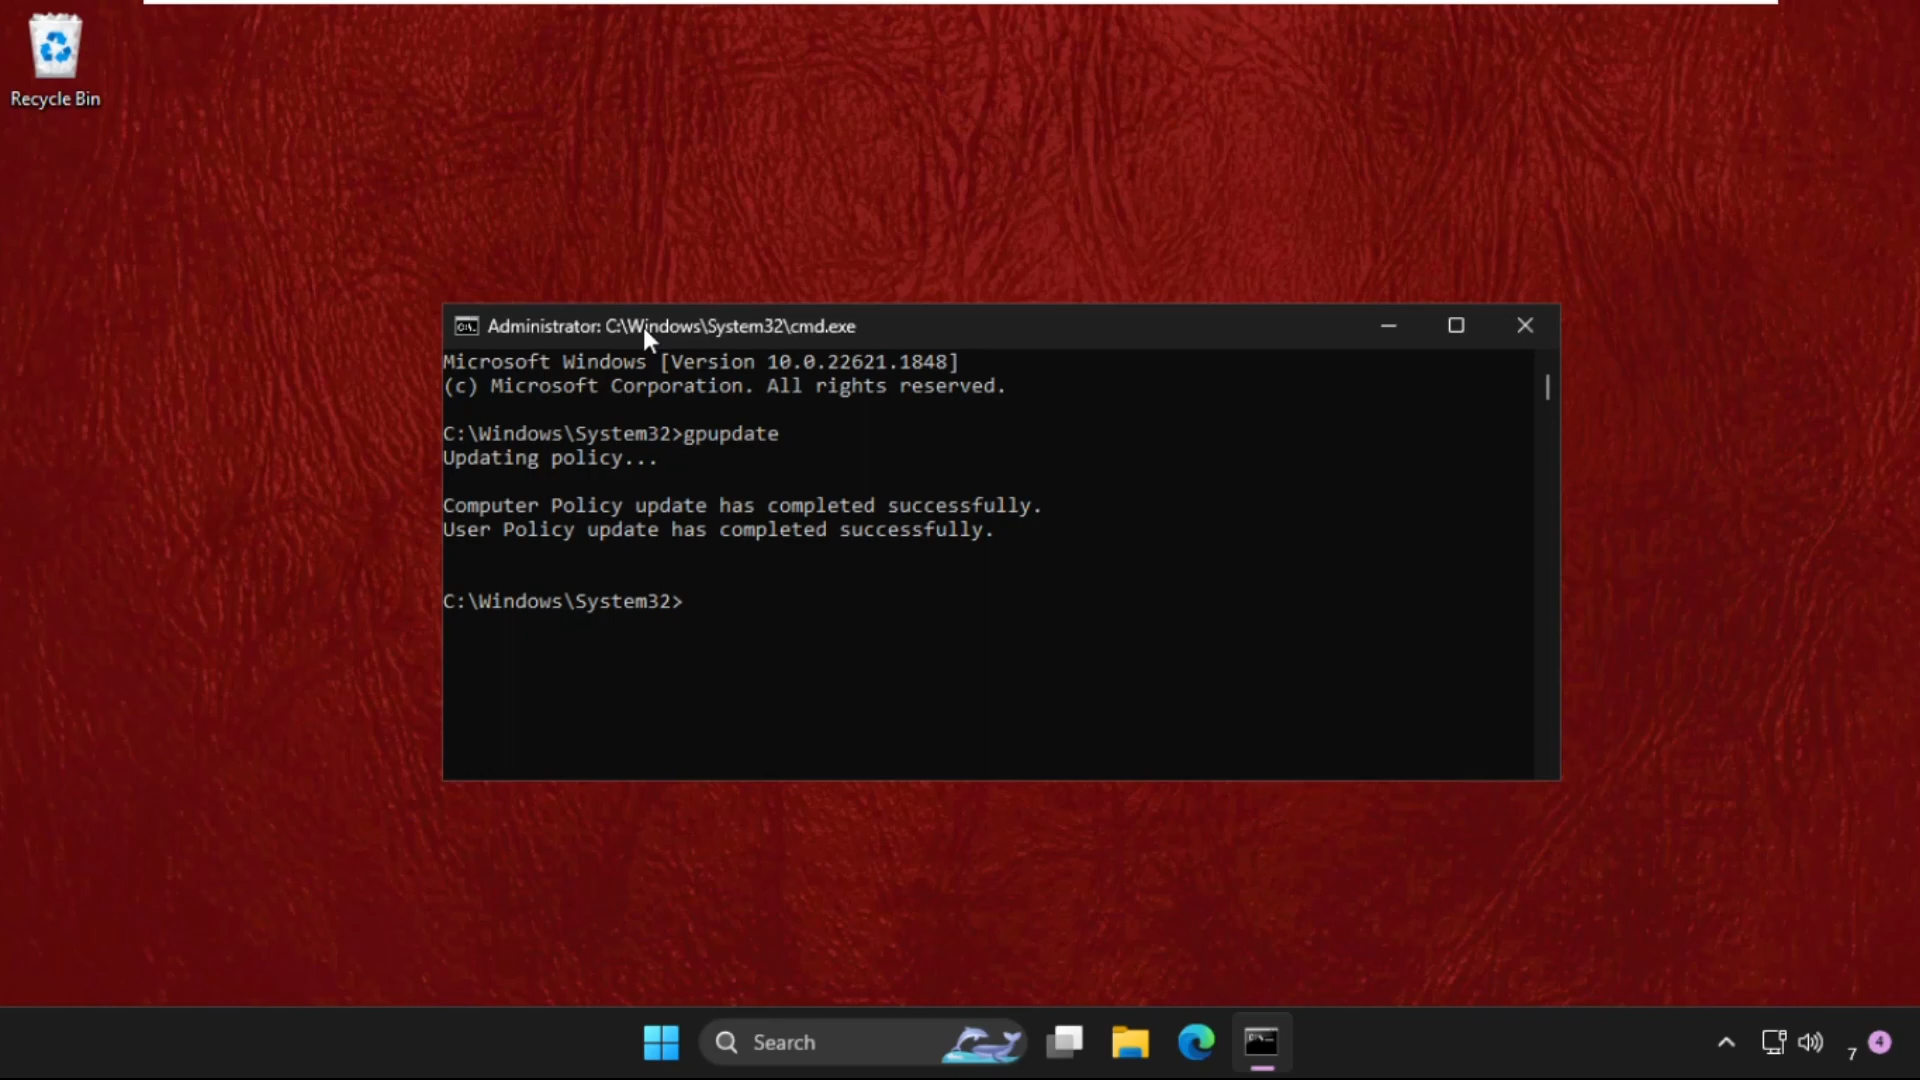 Recycle Bin
Administrator: C:\Windows\System32\cmd.exe
Microsoft Windows [Version 10.0.22621.1848]
(c) Microsoft Corporation. All rights reserved.
C:\Windows\System32>gpupdate
Updating policy...
Computer Policy update has completed successfully.
User Policy update has completed successfully.
C:\Windows\System32>
Search
7
4